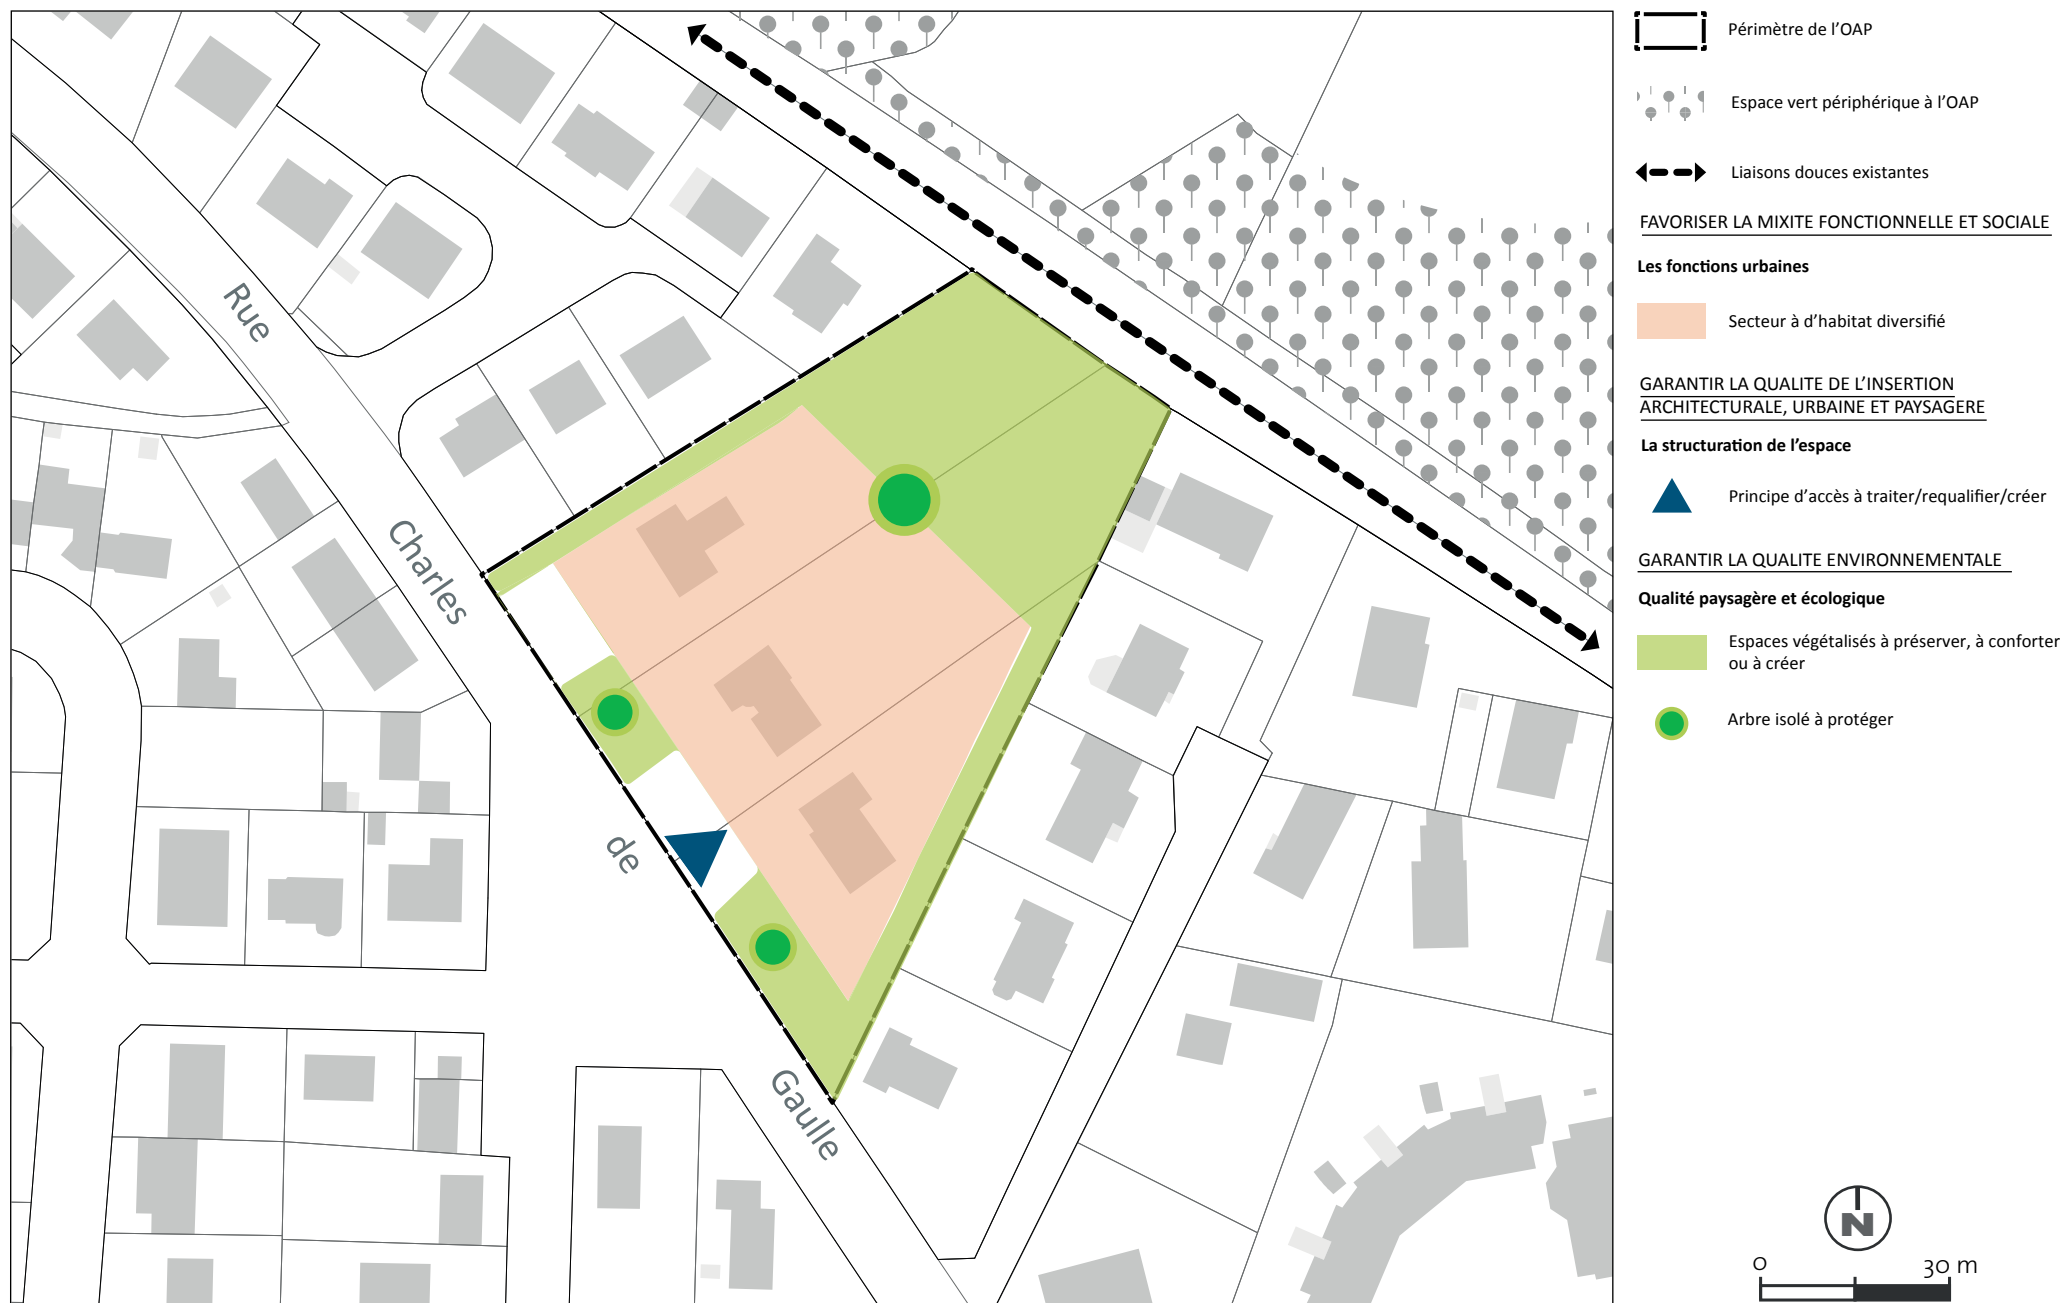 Rue
Charles
de
Gaulle
Périmètre de l'OAP
Espace vert périphérique à l'OAP
Liaisons douces existantes
FAVORISER LA MIXITE FONCTIONNELLE ET SOCIALE
Les fonctions urbaines
Secteur à d'habitat diversifié
GARANTIR LA QUALITE DE L'INSERTION
ARCHITECTURALE, URBAINE ET PAYSAGERE
La structuration de l'espace
Principe d'accès à traiter/requalifier/créer
GARANTIR LA QUALITE ENVIRONNEMENTALE
Qualité paysagère et écologique
Espaces végétalisés à préserver, à conforter
ou à créer
Arbre isolé à protéger
N
0 30 m